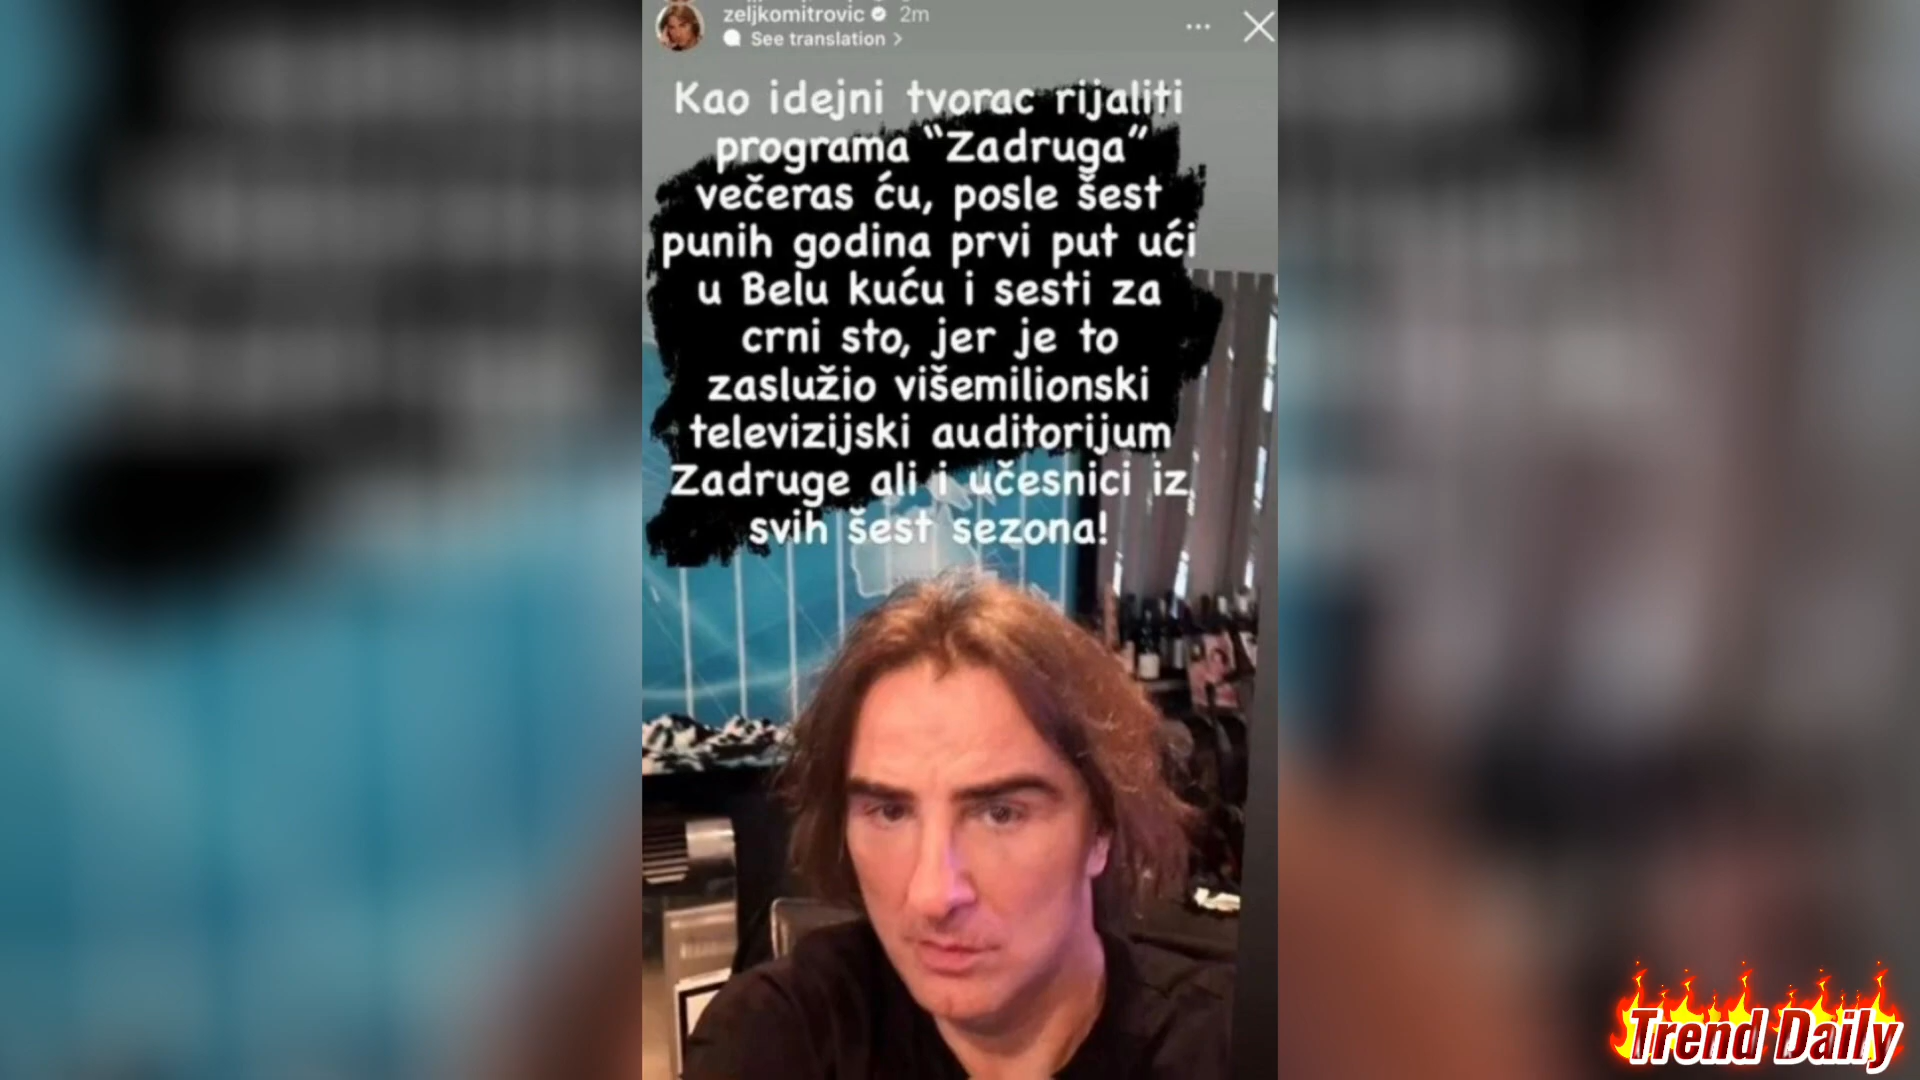 zeljkomitrovic 2m
See translation
Kao idejni tvorac rijaliti
programa “Zadruga”
večeras ću, posle šest
punih godina prvi put ući
u Belu kuću i sesti za
crni sto, jer je to
zaslužio višemilionski
televizijski auditorijum
Zadruge ali i učesnici iz
svih šest sezona!
Trend Daily